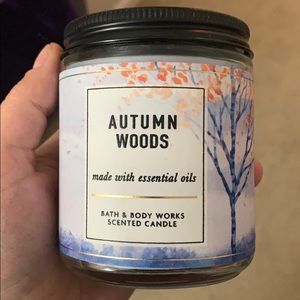 AUTUMN
WOODS
made with essential oils
BATH & BODY WORKS
SCENTED CANDLE